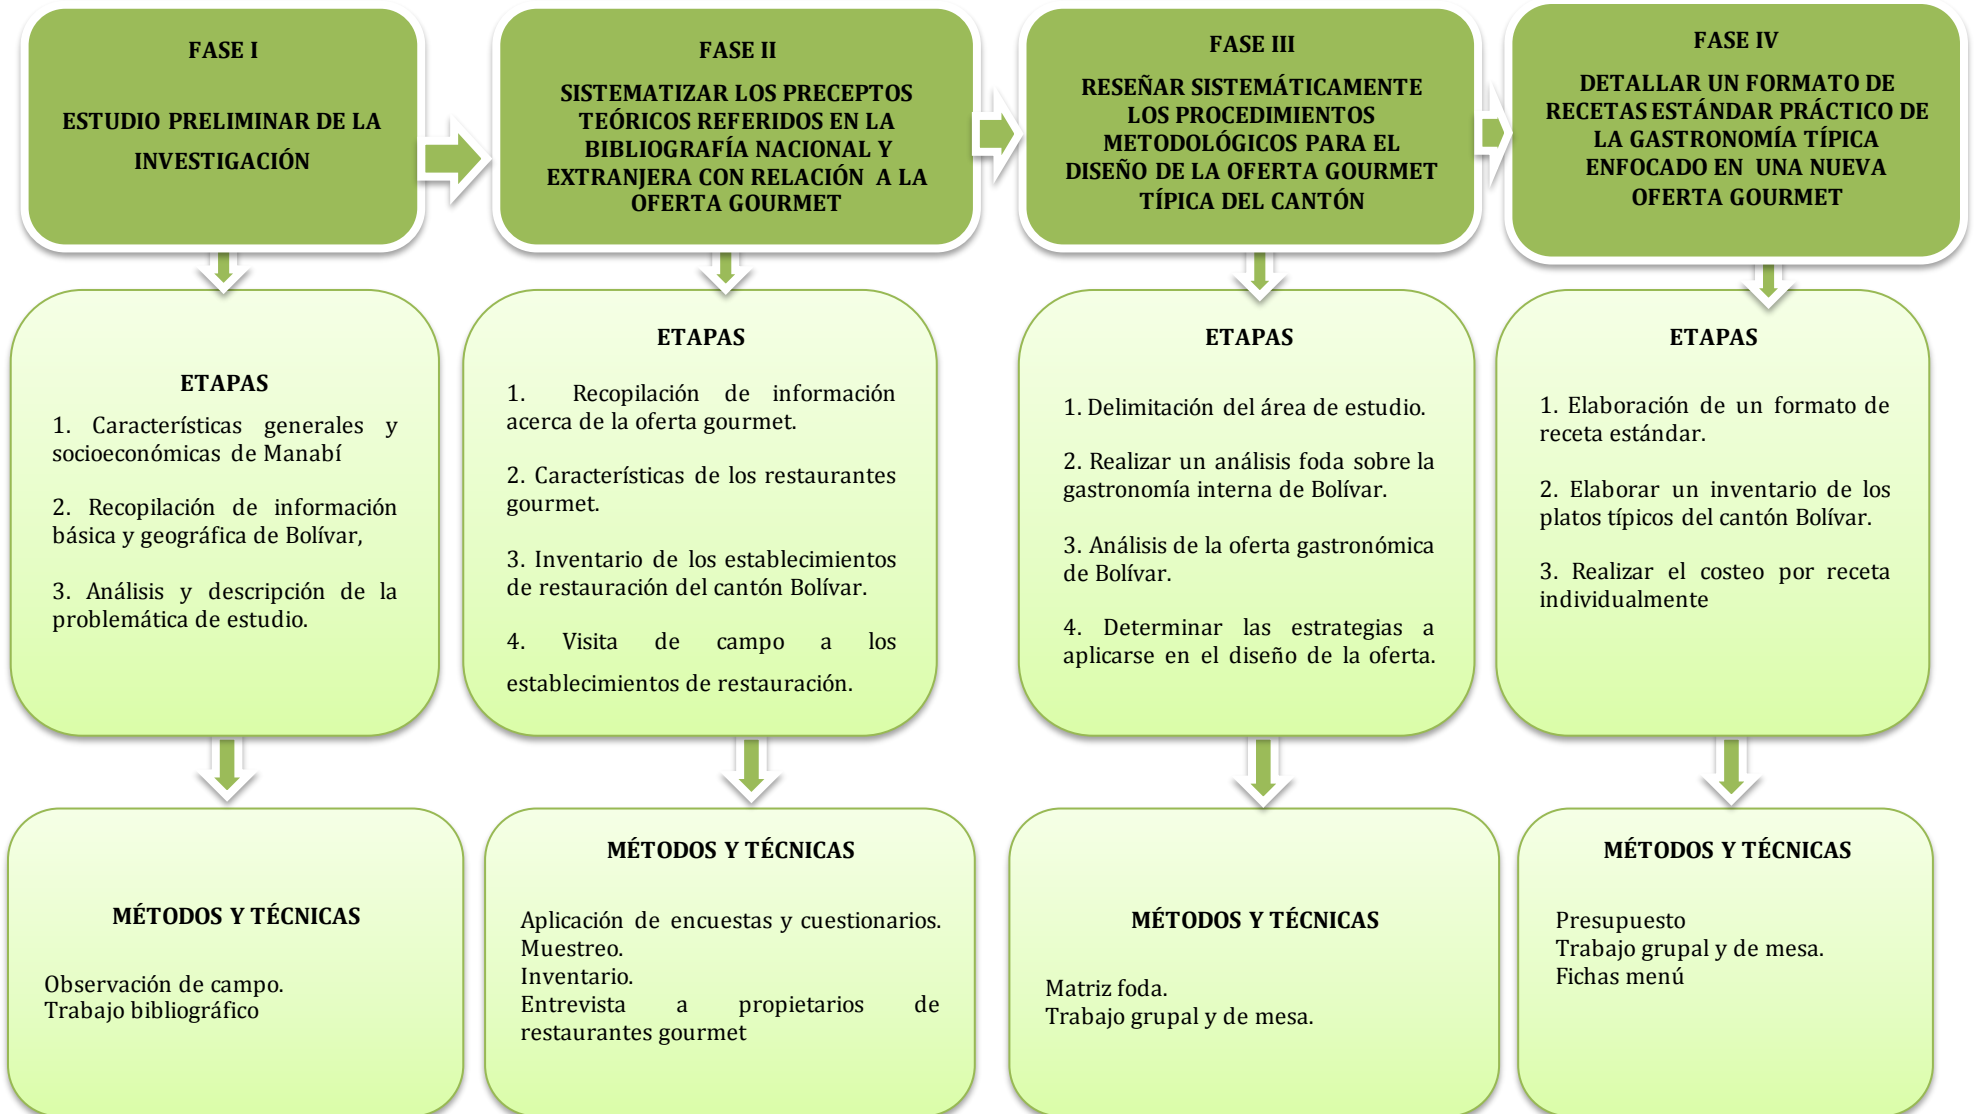 FASE I
ESTUDIO PRELIMINAR DE LA
INVESTIGACIÓN
FASE II
SISTEMATIZAR LOS PRECEPTOS
TEÓRICOS REFERIDOS EN LA
BIBLIOGRAFÍA NACIONAL Y
EXTRANJERA CON RELACIÓN A LA
OFERTA GOURMET
FASE III
RESEÑAR SISTEMÁTICAMENTE
LOS PROCEDIMIENTOS
METODOLÓGICOS PARA EL
DISEÑO DE LA OFERTA GOURMET
TÍPICA DEL CANTÓN
FASE IV
DETALLAR UN FORMATO DE
RECETAS ESTÁNDAR PRÁCTICO DE
LA GASTRONOMÍA TÍPICA
ENFOCADO EN UNA NUEVA
OFERTA GOURMET
ETAPAS
1. Características generales y
socioeconómicas de Manabí
2. Recopilación de información
básica y geográfica de Bolívar,
3. Análisis y descripción de la
problemática de estudio.
ETAPAS
1. Recopilación de información
acerca de la oferta gourmet.
2. Características de los restaurantes
gourmet.
3. Inventario de los establecimientos
de restauración del cantón Bolívar.
4. Visita de campo a los
establecimientos de restauración.
ETAPAS
1. Delimitación del área de estudio.
2. Realizar un análisis foda sobre la
gastronomía interna de Bolívar.
3. Análisis de la oferta gastronómica
de Bolívar.
4. Determinar las estrategias a
aplicarse en el diseño de la oferta.
ETAPAS
1. Elaboración de un formato de
receta estándar.
2. Elaborar un inventario de los
platos típicos del cantón Bolívar.
3. Realizar el costeo por receta
individualmente
MÉTODOS Y TÉCNICAS
Observación de campo.
Trabajo bibliográfico
MÉTODOS Y TÉCNICAS
Aplicación de encuestas y cuestionarios.
Muestreo.
Inventario.
Entrevista a propietarios de
restaurantes gourmet
MÉTODOS Y TÉCNICAS
Matriz foda.
Trabajo grupal y de mesa.
MÉTODOS Y TÉCNICAS
Presupuesto
Trabajo grupal y de mesa.
Fichas menú